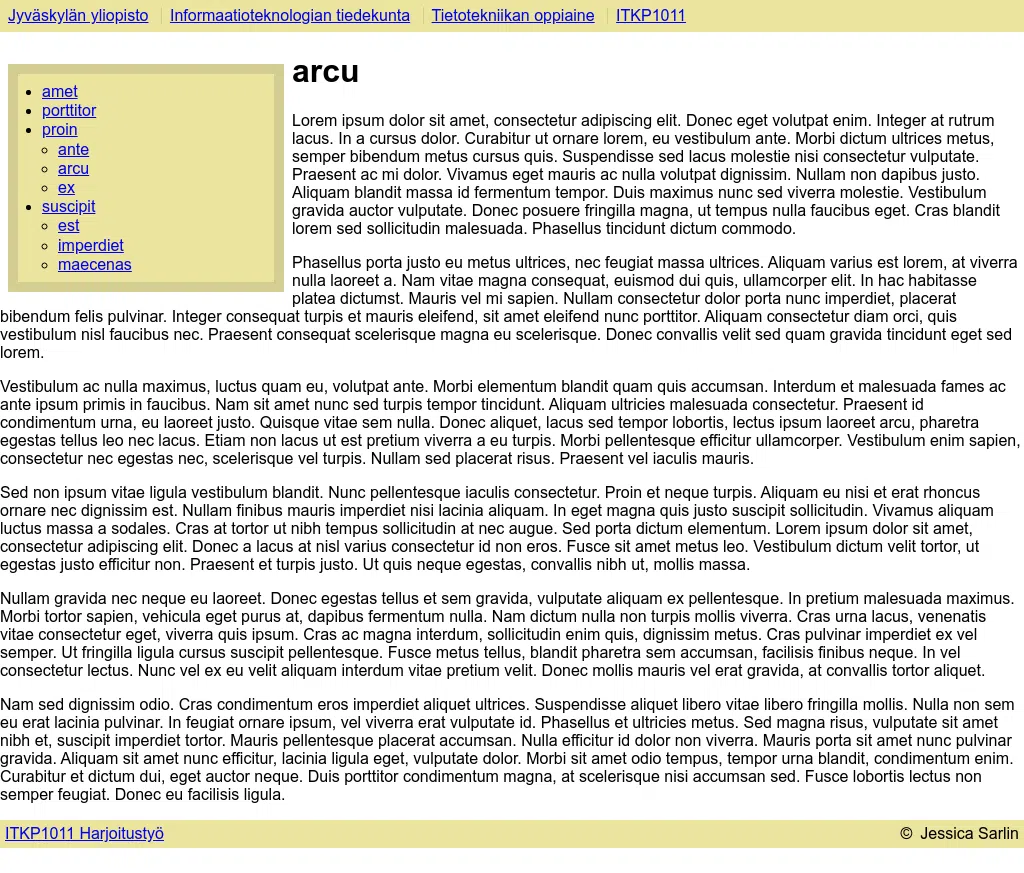 Jyväskylän yliopisto Informaatioteknologian tiedekunta Tietotekniikan oppiaine ITKP1011
amet
porttitor
proin
ante
arcu
ex
suscipit
est
imperdiet
maecenas
arcu
Lorem ipsum dolor sit amet, consectetur adipiscing elit. Donec eget volutpat enim. Integer at rutrum
lacus. In a cursus dolor. Curabitur ut ornare lorem, eu vestibulum ante. Morbi dictum ultrices metus,
semper bibendum metus cursus quis. Suspendisse sed lacus molestie nisi consectetur vulputate.
Praesent ac mi dolor. Vivamus eget mauris ac nulla volutpat dignissim. Nullam non dapibus justo.
Aliquam blandit massa id fermentum tempor. Duis maximus nunc sed viverra molestie. Vestibulum
gravida auctor vulputate. Donec posuere fringilla magna, ut tempus nulla faucibus eget. Cras blandit
lorem sed sollicitudin malesuada. Phasellus tincidunt dictum commodo.
Phasellus porta justo eu metus ultrices, nec feugiat massa ultrices. Aliquam varius est lorem, at viverra
nulla laoreet a. Nam vitae magna consequat, euismod dui quis, ullamcorper elit. In hac habitasse
platea dictumst. Mauris vel mi sapien. Nullam consectetur dolor porta nunc imperdiet, placerat
bibendum felis pulvinar. Integer consequat turpis et mauris eleifend, sit amet eleifend nunc porttitor. Aliquam consectetur diam orci, quis
vestibulum nisl faucibus nec. Praesent consequat scelerisque magna eu scelerisque. Donec convallis velit sed quam gravida tincidunt eget sed
lorem.
Vestibulum ac nulla maximus, luctus quam eu, volutpat ante. Morbi elementum blandit quam quis accumsan. Interdum et malesuada fames ac
ante ipsum primis in faucibus. Nam sit amet nunc sed turpis tempor tincidunt. Aliquam ultricies malesuada consectetur. Praesent id
condimentum urna, eu laoreet justo. Quisque vitae sem nulla. Donec aliquet, lacus sed tempor lobortis, lectus ipsum laoreet arcu, pharetra
egestas tellus leo nec lacus. Etiam non lacus ut est pretium viverra a eu turpis. Morbi pellentesque efficitur ullamcorper. Vestibulum enim sapien,
consectetur nec egestas nec, scelerisque vel turpis. Nullam sed placerat risus. Praesent vel iaculis mauris.
Sed non ipsum vitae ligula vestibulum blandit. Nunc pellentesque iaculis consectetur. Proin et neque turpis. Aliquam eu nisi et erat rhoncus
ornare nec dignissim est. Nullam finibus mauris imperdiet nisi lacinia aliquam. In eget magna quis justo suscipit sollicitudin. Vivamus aliquam
luctus massa a sodales. Cras at tortor ut nibh tempus sollicitudin at nec augue. Sed porta dictum elementum. Lorem ipsum dolor sit amet,
consectetur adipiscing elit. Donec a lacus at nisl varius consectetur id non eros. Fusce sit amet metus leo. Vestibulum dictum velit tortor, ut
egestas justo efficitur non. Praesent et turpis justo. Ut quis neque egestas, convallis nibh ut, mollis massa.
Nullam gravida nec neque eu laoreet. Donec egestas tellus et sem gravida, vulputate aliquam ex pellentesque. In pretium malesuada maximus.
Morbi tortor sapien, vehicula eget purus at, dapibus fermentum nulla. Nam dictum nulla non turpis mollis viverra. Cras urna lacus, venenatis
vitae consectetur eget, viverra quis ipsum. Cras ac magna interdum, sollicitudin enim quis, dignissim metus. Cras pulvinar imperdiet ex vel
semper. Ut fringilla ligula cursus suscipit pellentesque. Fusce metus tellus, blandit pharetra sem accumsan, facilisis finibus neque. In vel
consectetur lectus. Nunc vel ex eu velit aliquam interdum vitae pretium velit. Donec mollis mauris vel erat gravida, at convallis tortor aliquet.
Nam sed dignissim odio. Cras condimentum eros imperdiet aliquet ultrices. Suspendisse aliquet libero vitae libero fringilla mollis. Nulla non sem
eu erat lacinia pulvinar. In feugiat ornare ipsum, vel viverra erat vulputate id. Phasellus et ultricies metus. Sed magna risus, vulputate sit amet
nibh et, suscipit imperdiet tortor. Mauris pellentesque placerat accumsan. Nulla efficitur id dolor non viverra. Mauris porta sit amet nunc pulvinar
gravida. Aliquam sit amet nunc efficitur, lacinia ligula eget, vulputate dolor. Morbi sit amet odio tempus, tempor urna blandit, condimentum enim.
Curabitur et dictum dui, eget auctor neque. Duis porttitor condimentum magna, at scelerisque nisi accumsan sed. Fusce lobortis lectus non
semper feugiat. Donec eu facilisis ligula.
ITKP1011 Harjoitustyö © Jessica Sarlin